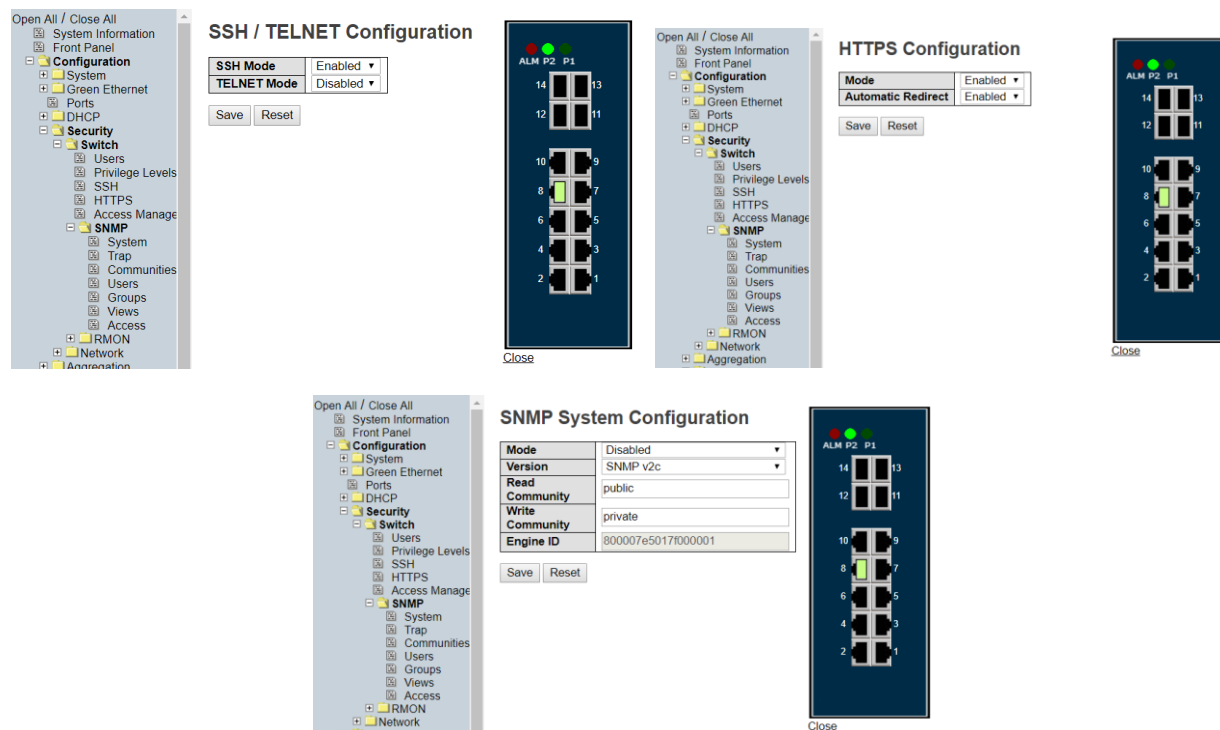 Open All / Close All
System Information
Front Panel
Configuration
System
Green Ethernet
Ports
DHCP
Security
Switch
Users
Privilege Levels
SSH
HTTPS
Access Manage
SNMP
System
Trap
Communities
Users
Groups
Views
Access
RMON
Network
Aggregation
SSH / TELNET Configuration
SSH Mode Enabled
TELNET Mode Disabled
Save Reset
ALM P2 P1
14 13
12 11
10 9
8 7
6 5
4 3
2 1
Close
Open All / Close All
System Information
Front Panel
Configuration
System
Green Ethernet
Ports
DHCP
Security
Switch
Users
Privilege Levels
SSH
HTTPS
Access Manage
SNMP
System
Trap
Communities
Users
Groups
Views
Access
RMON
Network
Aggregation
HTTPS Configuration
Mode Enabled
Automatic Redirect Enabled
Save Reset
ALM P2 P1
14 13
12 11
10 9
8 7
6 5
4 3
2 1
Close
Open All / Close All
System Information
Front Panel
Configuration
System
Green Ethernet
Ports
DHCP
Security
Switch
Users
Privilege Levels
SSH
HTTPS
Access Manage
SNMP
System
Trap
Communities
Users
Groups
Views
Access
RMON
Network
SNMP System Configuration
Mode Disabled
Version SNMP v2c
Read
Community public
Write
Community private
Engine ID 800007e5017f000001
Save Reset
ALM P2 P1
14 13
12 11
10 9
8 7
6 5
4 3
2 1
Close